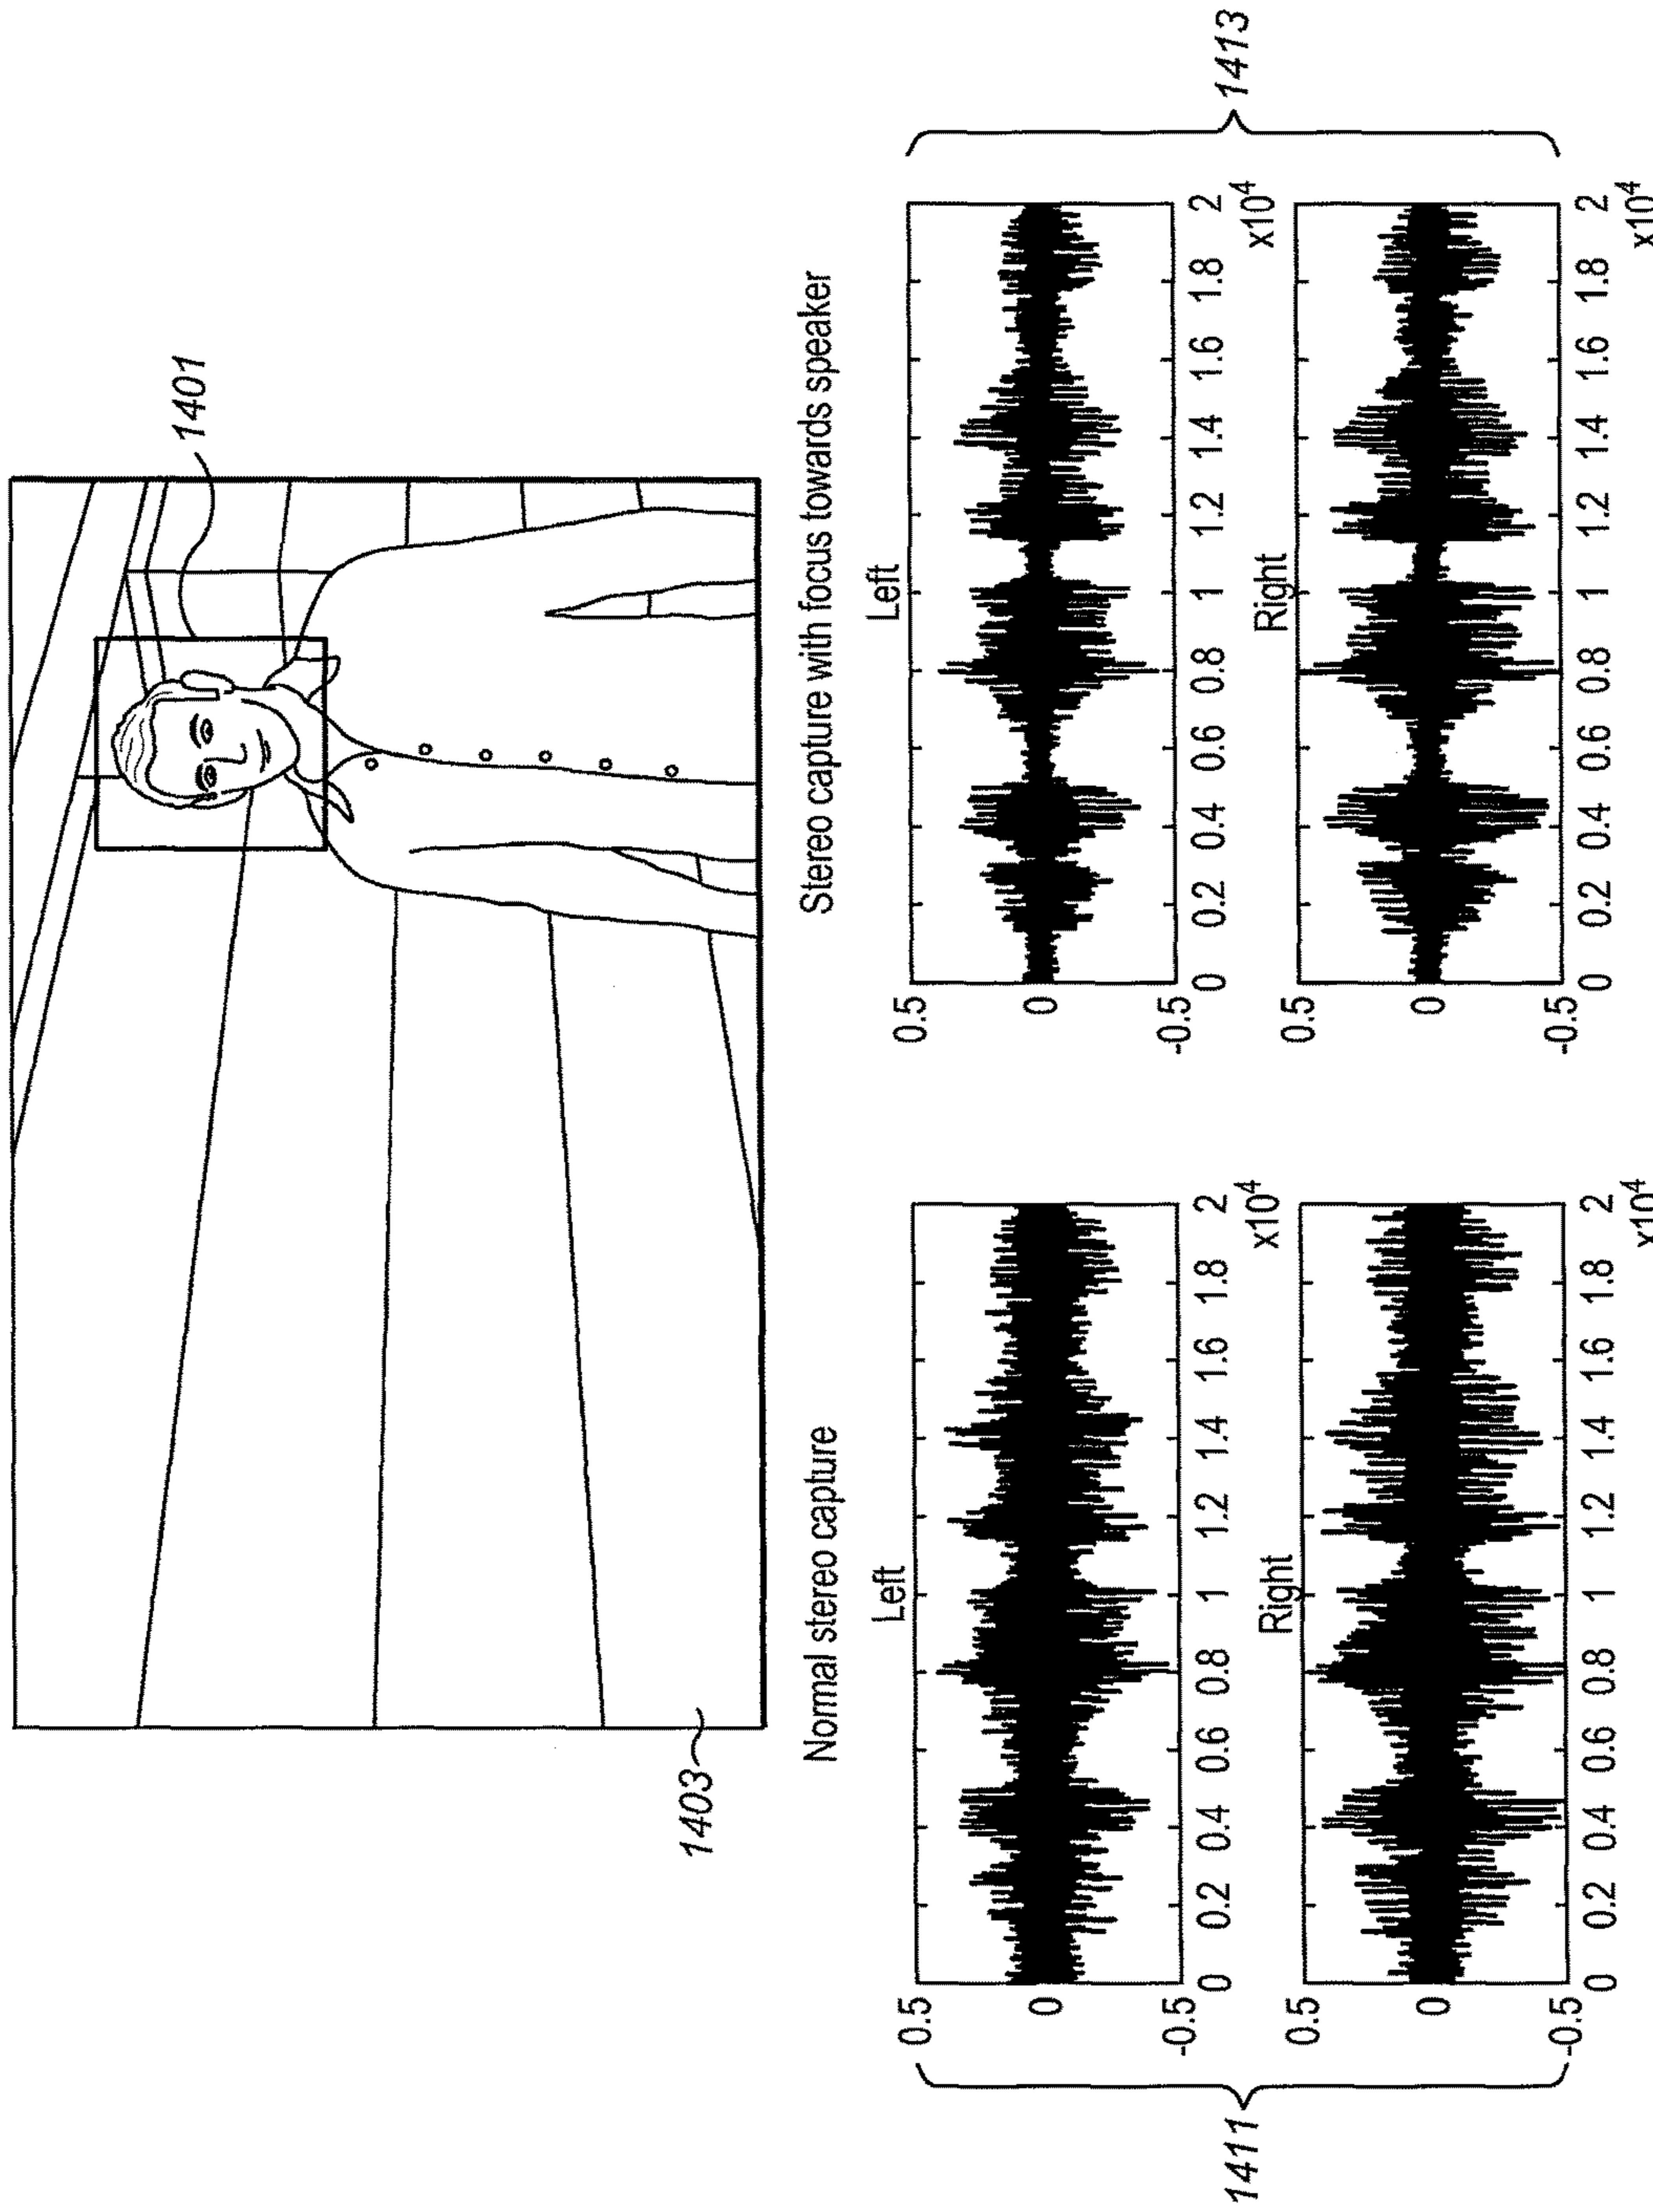 1401
1403
Normal stereo capture
Left
0.5
0
-0.5
0 0.2 0.4 0.6 0.8 1 1.2 1.4 1.6 1.8 2
x10⁴
Right
0.5
0
-0.5
0 0.2 0.4 0.6 0.8 1 1.2 1.4 1.6 1.8 2
x10⁴
1411
Stereo capture with focus towards speaker
Left
0.5
0
-0.5
0 0.2 0.4 0.6 0.8 1 1.2 1.4 1.6 1.8 2
x10⁴
Right
0.5
0
-0.5
0 0.2 0.4 0.6 0.8 1 1.2 1.4 1.6 1.8 2
x10⁴
1413